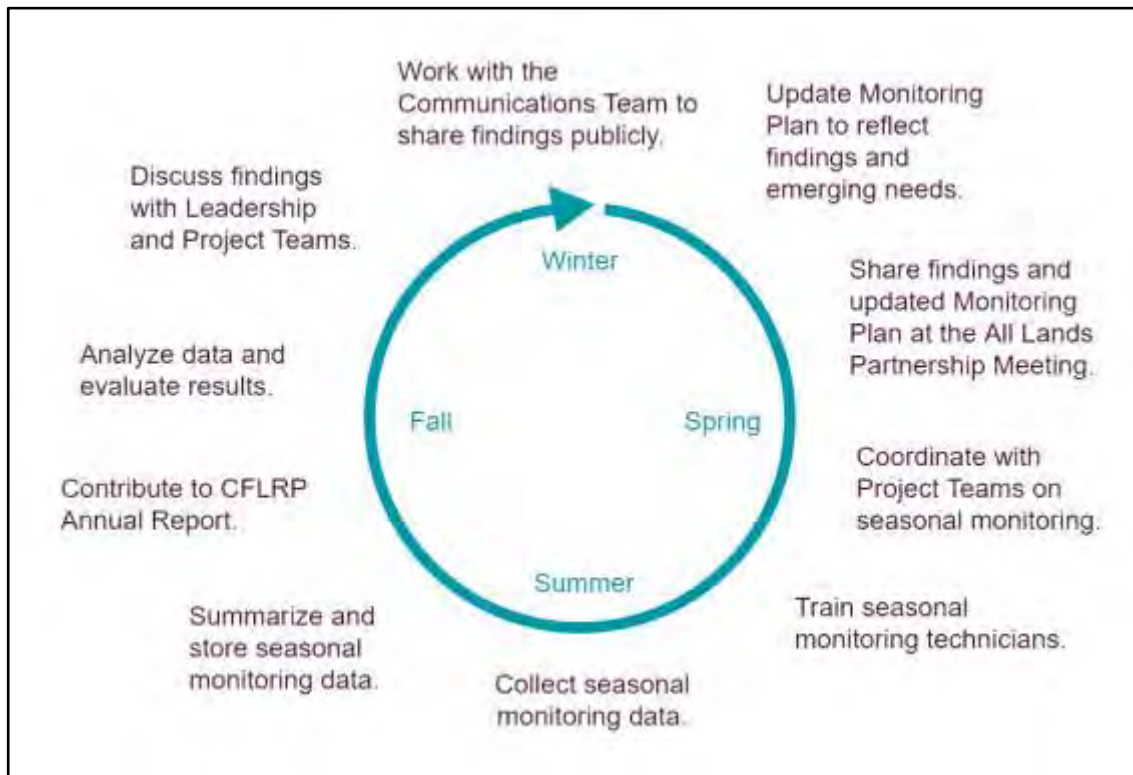 Work with the
Communications Team to
share findings publicly.
Update Monitoring
Plan to reflect
findings and
emerging needs.
Share findings and
updated Monitoring
Plan at the All Lands
Partnership Meeting.
Coordinate with
Project Teams on
seasonal monitoring.
Train seasonal
monitoring technicians.
Collect seasonal
monitoring data.
Summarize and
store seasonal
monitoring data.
Contribute to CFLRP
Annual Report.
Analyze data and
evaluate results.
Discuss findings
with Leadership
and Project Teams.
Winter
Spring
Summer
Fall